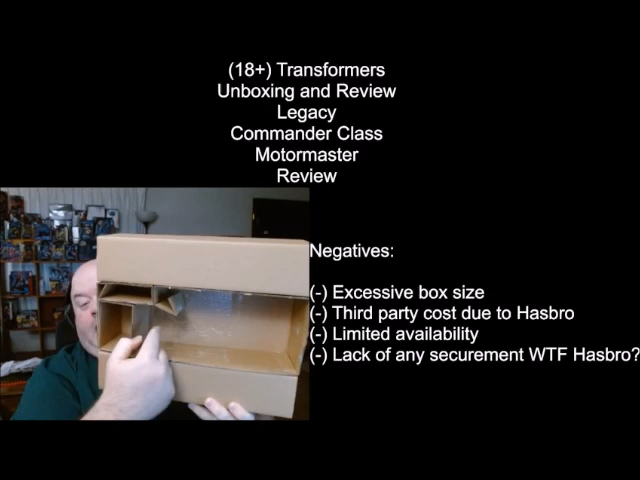 (18+) Transformers
Unboxing and Review
Legacy
Commander Class
Motormaster
Review
Negatives:
(-) Excessive box size
(-) Third party cost due to Hasbro
(-) Limited availability
(-) Lack of any securement WTF Hasbro?